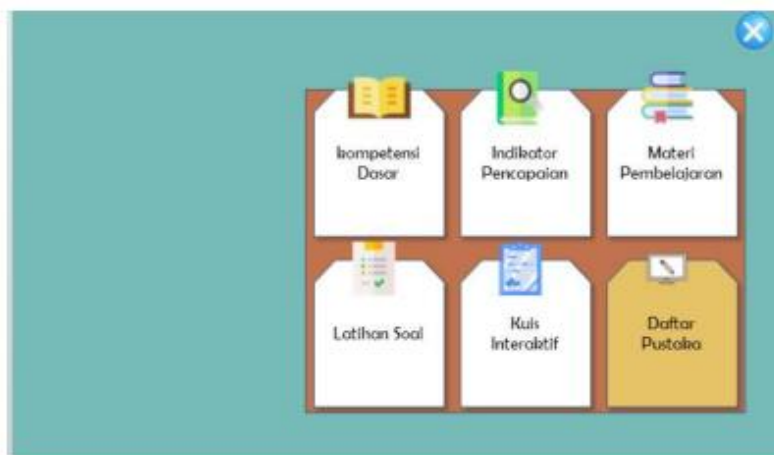 kompetensi
Dasar
Indikator
Pencapaian
Materi
Pembelajaran
Latihan Soal
Kuis
Interaktif
Daftar
Pustaka